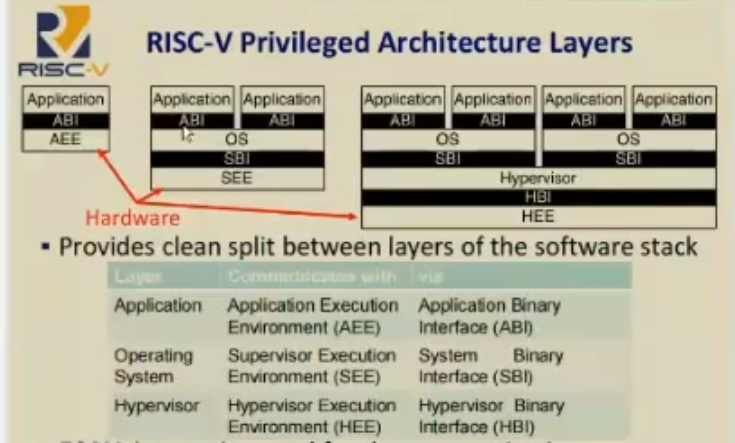 RISC-V
RISC-V Privileged Architecture Layers
Application
ABI
AEE
Application Application
ABI ABI
OS
SBI
SEE
Application Application Application Application
ABI ABI ABI ABI
OS OS
SBI SBI
Hypervisor
HBI
HEE
Hardware
▪ Provides clean split between layers of the software stack
Layer Communicates with via
Application Application Execution Application Binary
Environment (AEE) Interface (ABI)
Operating Supervisor Execution System Binary
System Environment (SEE) Interface (SBI)
Hypervisor Hypervisor Execution Hypervisor Binary
Environment (HEE) Interface (HBI)